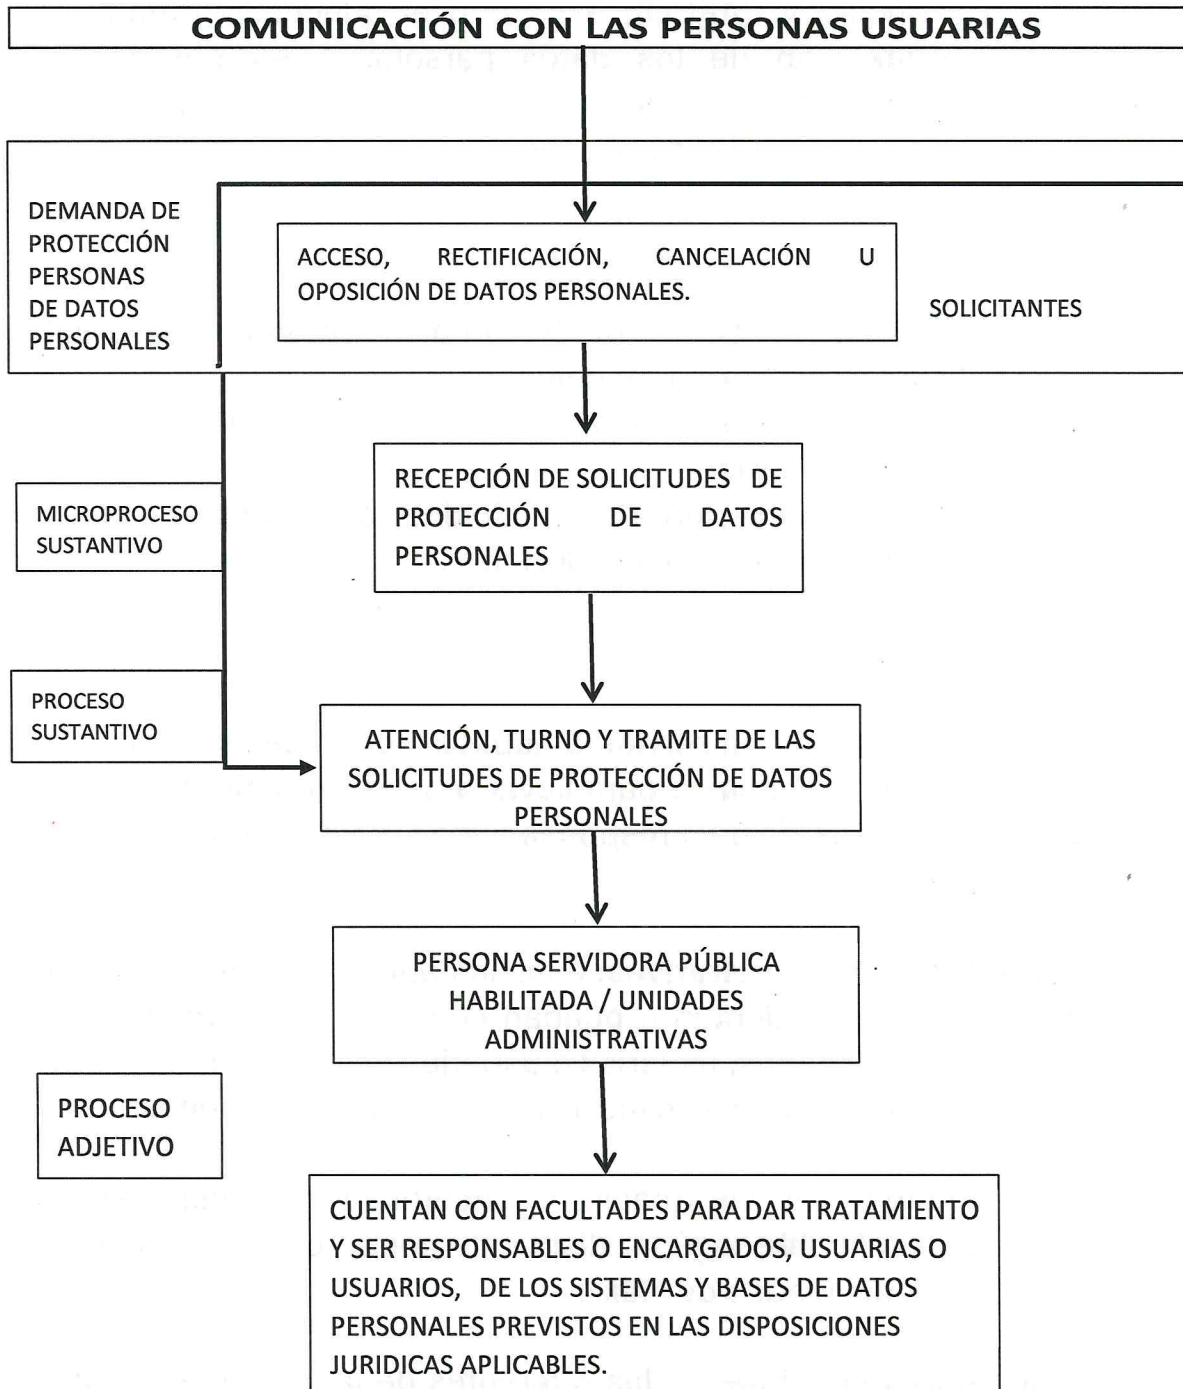 COMUNICACIÓN CON LAS PERSONAS USUARIAS
DEMANDA DE
PROTECCIÓN
PERSONAS
DE DATOS
PERSONALES
ACCESO, RECTIFICACIÓN, CANCELACIÓN U
OPOSICIÓN DE DATOS PERSONALES.
SOLICITANTES
RECEPCIÓN DE SOLICITUDES DE
PROTECCIÓN DE DATOS
PERSONALES
MICROPROCESO
SUSTANTIVO
PROCESO
SUSTANTIVO
ATENCIÓN, TURNO Y TRAMITE DE LAS
SOLICITUDES DE PROTECCIÓN DE DATOS
PERSONALES
PERSONA SERVIDORA PÚBLICA
HABILITADA / UNIDADES
ADMINISTRATIVAS
PROCESO
ADJETIVO
CUENTAN CON FACULTADES PARA DAR TRATAMIENTO
Y SER RESPONSABLES O ENCARGADOS, USUARIAS O
USUARIOS, DE LOS SISTEMAS Y BASES DE DATOS
PERSONALES PREVISTOS EN LAS DISPOSICIONES
JURIDICAS APLICABLES.